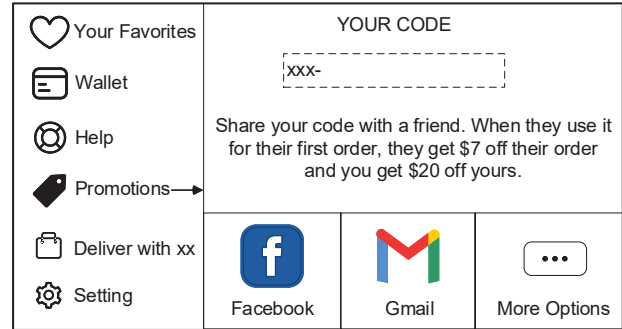 Your Favorites
Wallet
Help
Promotions
Deliver with xx
Setting
YOUR CODE
xxx-
Share your code with a friend. When they use it
for their first order, they get $7 off their order
and you get $20 off yours.
f
Facebook
Gmail
More Options